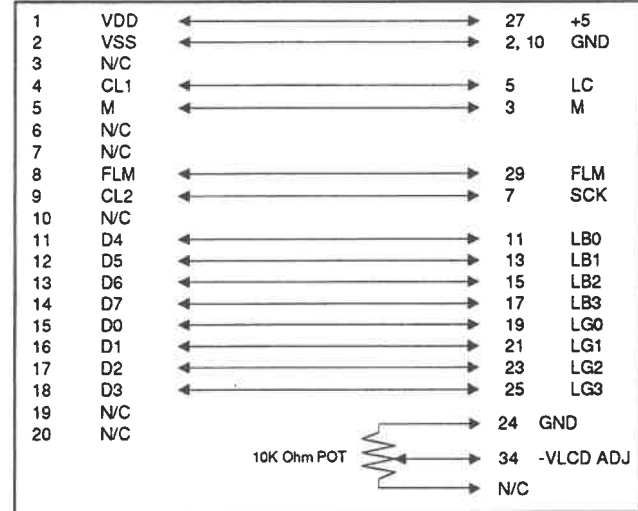 1 VDD 27 +5
2 VSS 2, 10 GND
3 N/C
4 CL1 5 LC
5 M 3 M
6 N/C
7 N/C
8 FLM 29 FLM
9 CL2 7 SCK
10 N/C
11 D4 11 LB0
12 D5 13 LB1
13 D6 15 LB2
14 D7 17 LB3
15 D0 19 LG0
16 D1 21 LG1
17 D2 23 LG2
18 D3 25 LG3
19 N/C
20 N/C
24 GND
10K Ohm POT 34 -VLCD ADJ
N/C